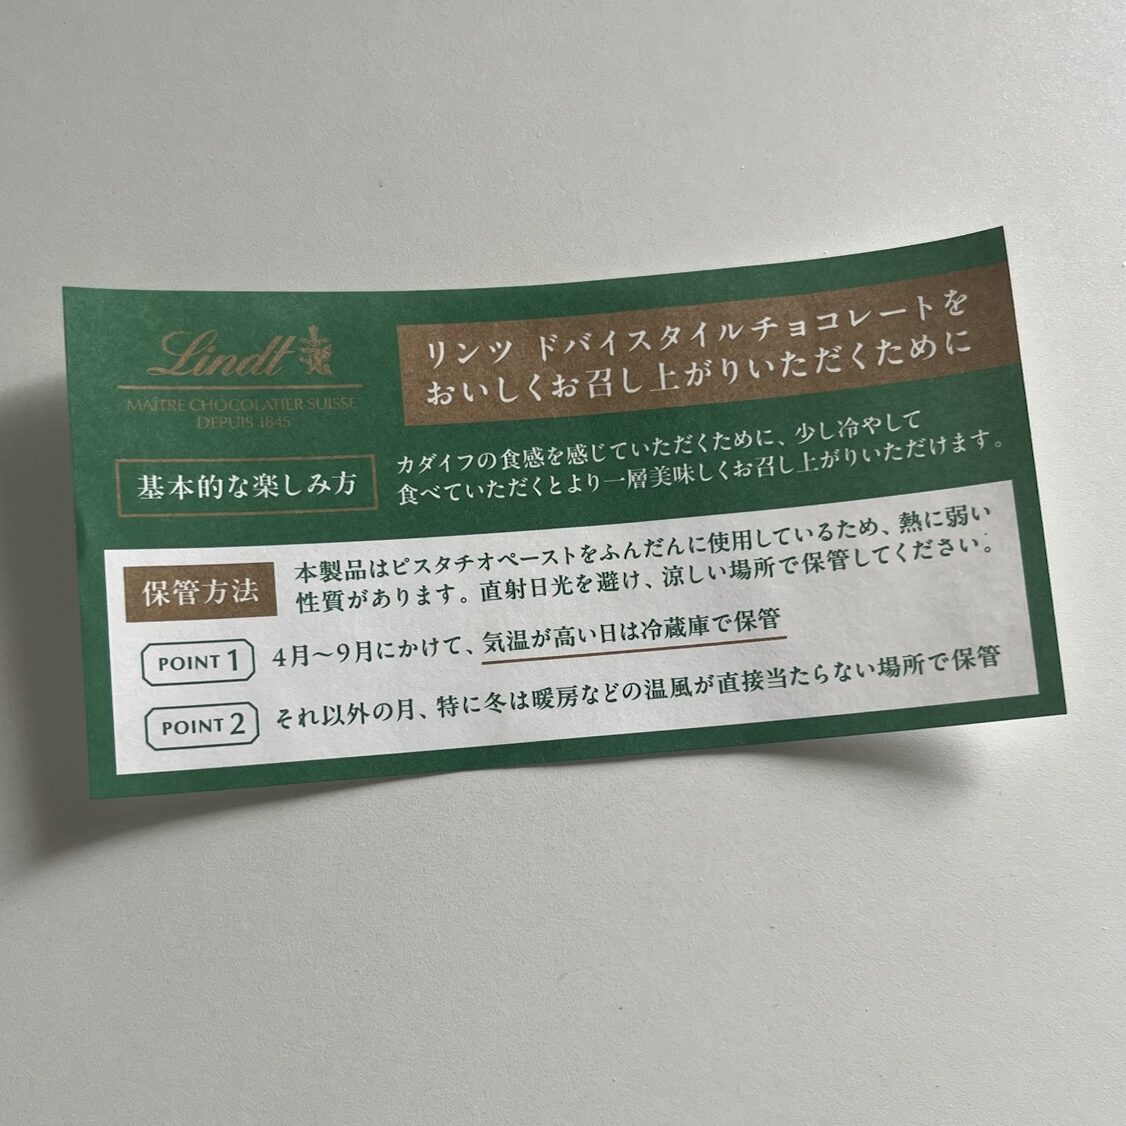 Lindt
MAÎTRE CHOCOLATIER SUISSE
DEPUIS 1845
リンツ ドバイスタイルチョコレートを
おいしくお召し上がりいただくために
基本的な楽しみ方
カダイフの食感を感じていただくために、少し冷やして
食べていただくとより一層美味しくお召し上がりいただけます。
保管方法
本製品はピスタチオペーストをふんだんに使用しているため、熱に弱い
性質があります。直射日光を避け、涼しい場所で保管してください。
POINT 1
4月～9月にかけて、気温が高い日は冷蔵庫で保管
POINT 2
それ以外の月、特に冬は暖房などの温風が直接当たらない場所で保管